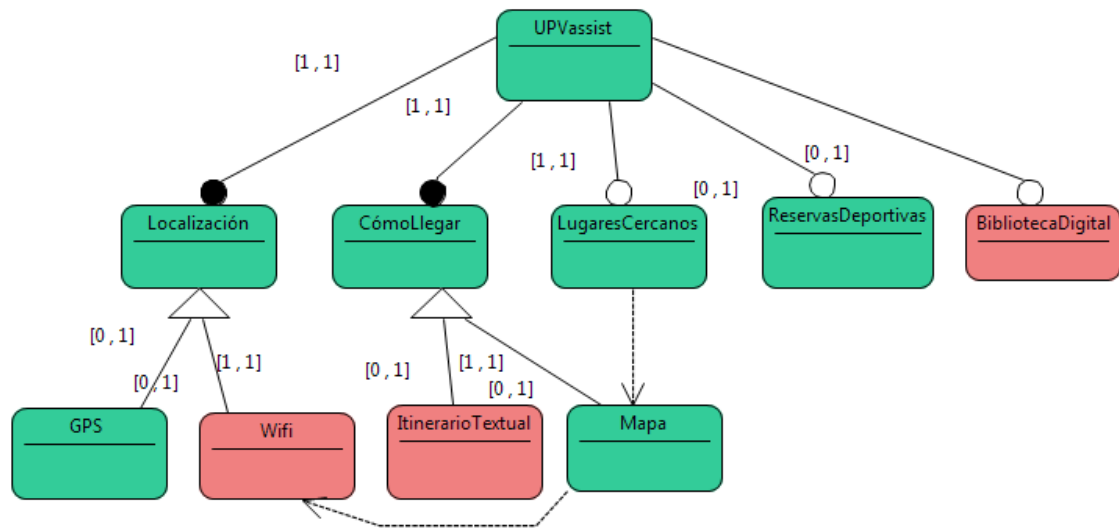 UPVassist
[1 , 1]
[1 , 1]
[1 , 1]
[0 , 1]
[0 , 1]
Localización
CómoLlegar
LugaresCercanos
ReservasDeportivas
BibliotecaDigital
[0 , 1]
[1 , 1]
[0 , 1]
[1 , 1]
[0 , 1]
[0 , 1]
GPS
Wifi
ItinerarioTextual
Mapa